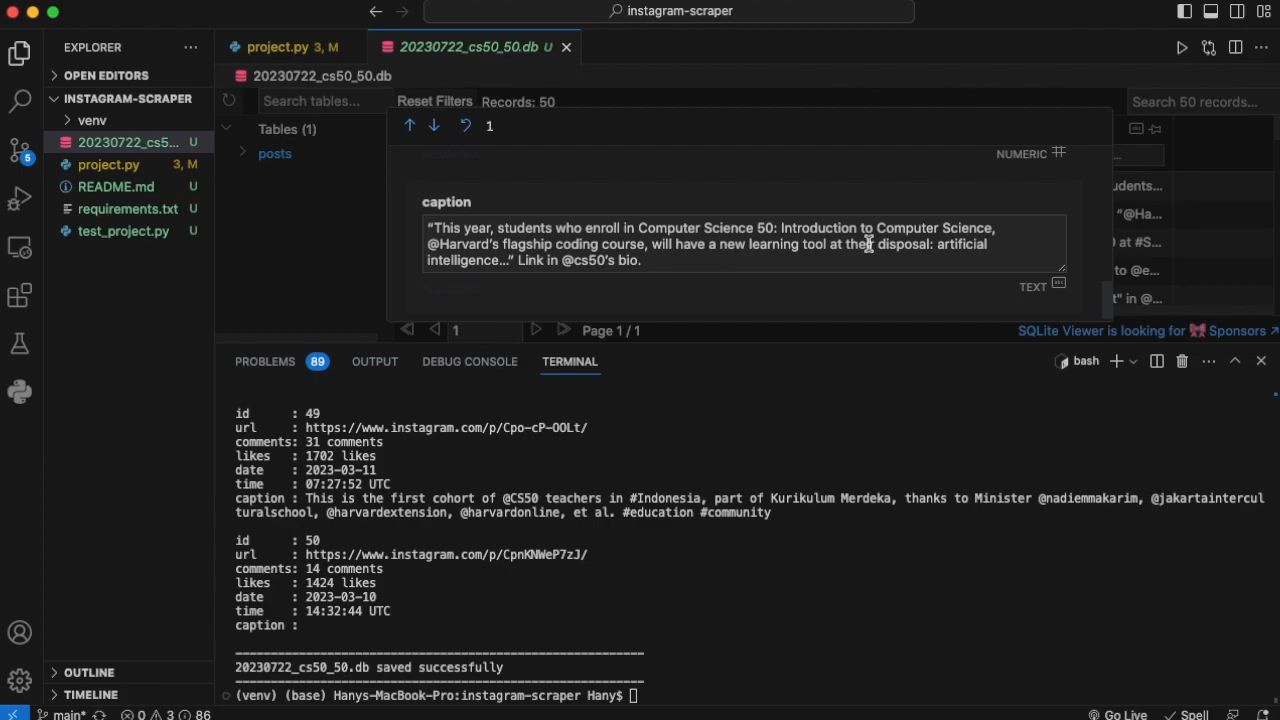 instagram-scraper
EXPLORER
project.py 3, M
20230722_cs50_50.db U
OPEN EDITORS
20230722_cs50_50.db
INSTAGRAM-SCRAPER
Search tables...
Reset Filters
Records: 50
Search 50 records...
venv
Tables (1)
1
20230722_cs5... U
posts
NUMERIC
project.py 3, M
README.md U
requirements.txt U
test_project.py U
caption
“This year, students who enroll in Computer Science 50: Introduction to Computer Science,
@Harvard’s flagship coding course, will have a new learning tool at their disposal: artificial
intelligence…” Link in @cs50’s bio.
TEXT
udents...
“@Ha...
0 at #S...
to @e...
t" in @...
1
Page 1 / 1
SQLite Viewer is looking for Sponsors
PROBLEMS 89 OUTPUT DEBUG CONSOLE TERMINAL
bash
5
id : 49
url : https://www.instagram.com/p/Cpo-cP-OOLt/
comments: 31 comments
likes : 1702 likes
date : 2023-03-11
time : 07:27:52 UTC
caption : This is the first cohort of @CS50 teachers in #Indonesia, part of Kurikulum Merdeka, thanks to Minister @nadiemmakarim, @jakartaintercul
turalschool, @harvardextension, @harvardonline, et al. #education #community
id : 50
url : https://www.instagram.com/p/CpnKNWeP7zJ/
comments: 14 comments
likes : 1424 likes
date : 2023-03-10
time : 14:32:44 UTC
caption :
20230722_cs50_50.db saved successfully
(venv) (base) Hanys-MacBook-Pro:instagram-scraper Hany$
OUTLINE
TIMELINE
main* 0 3 86
Go Live Spell